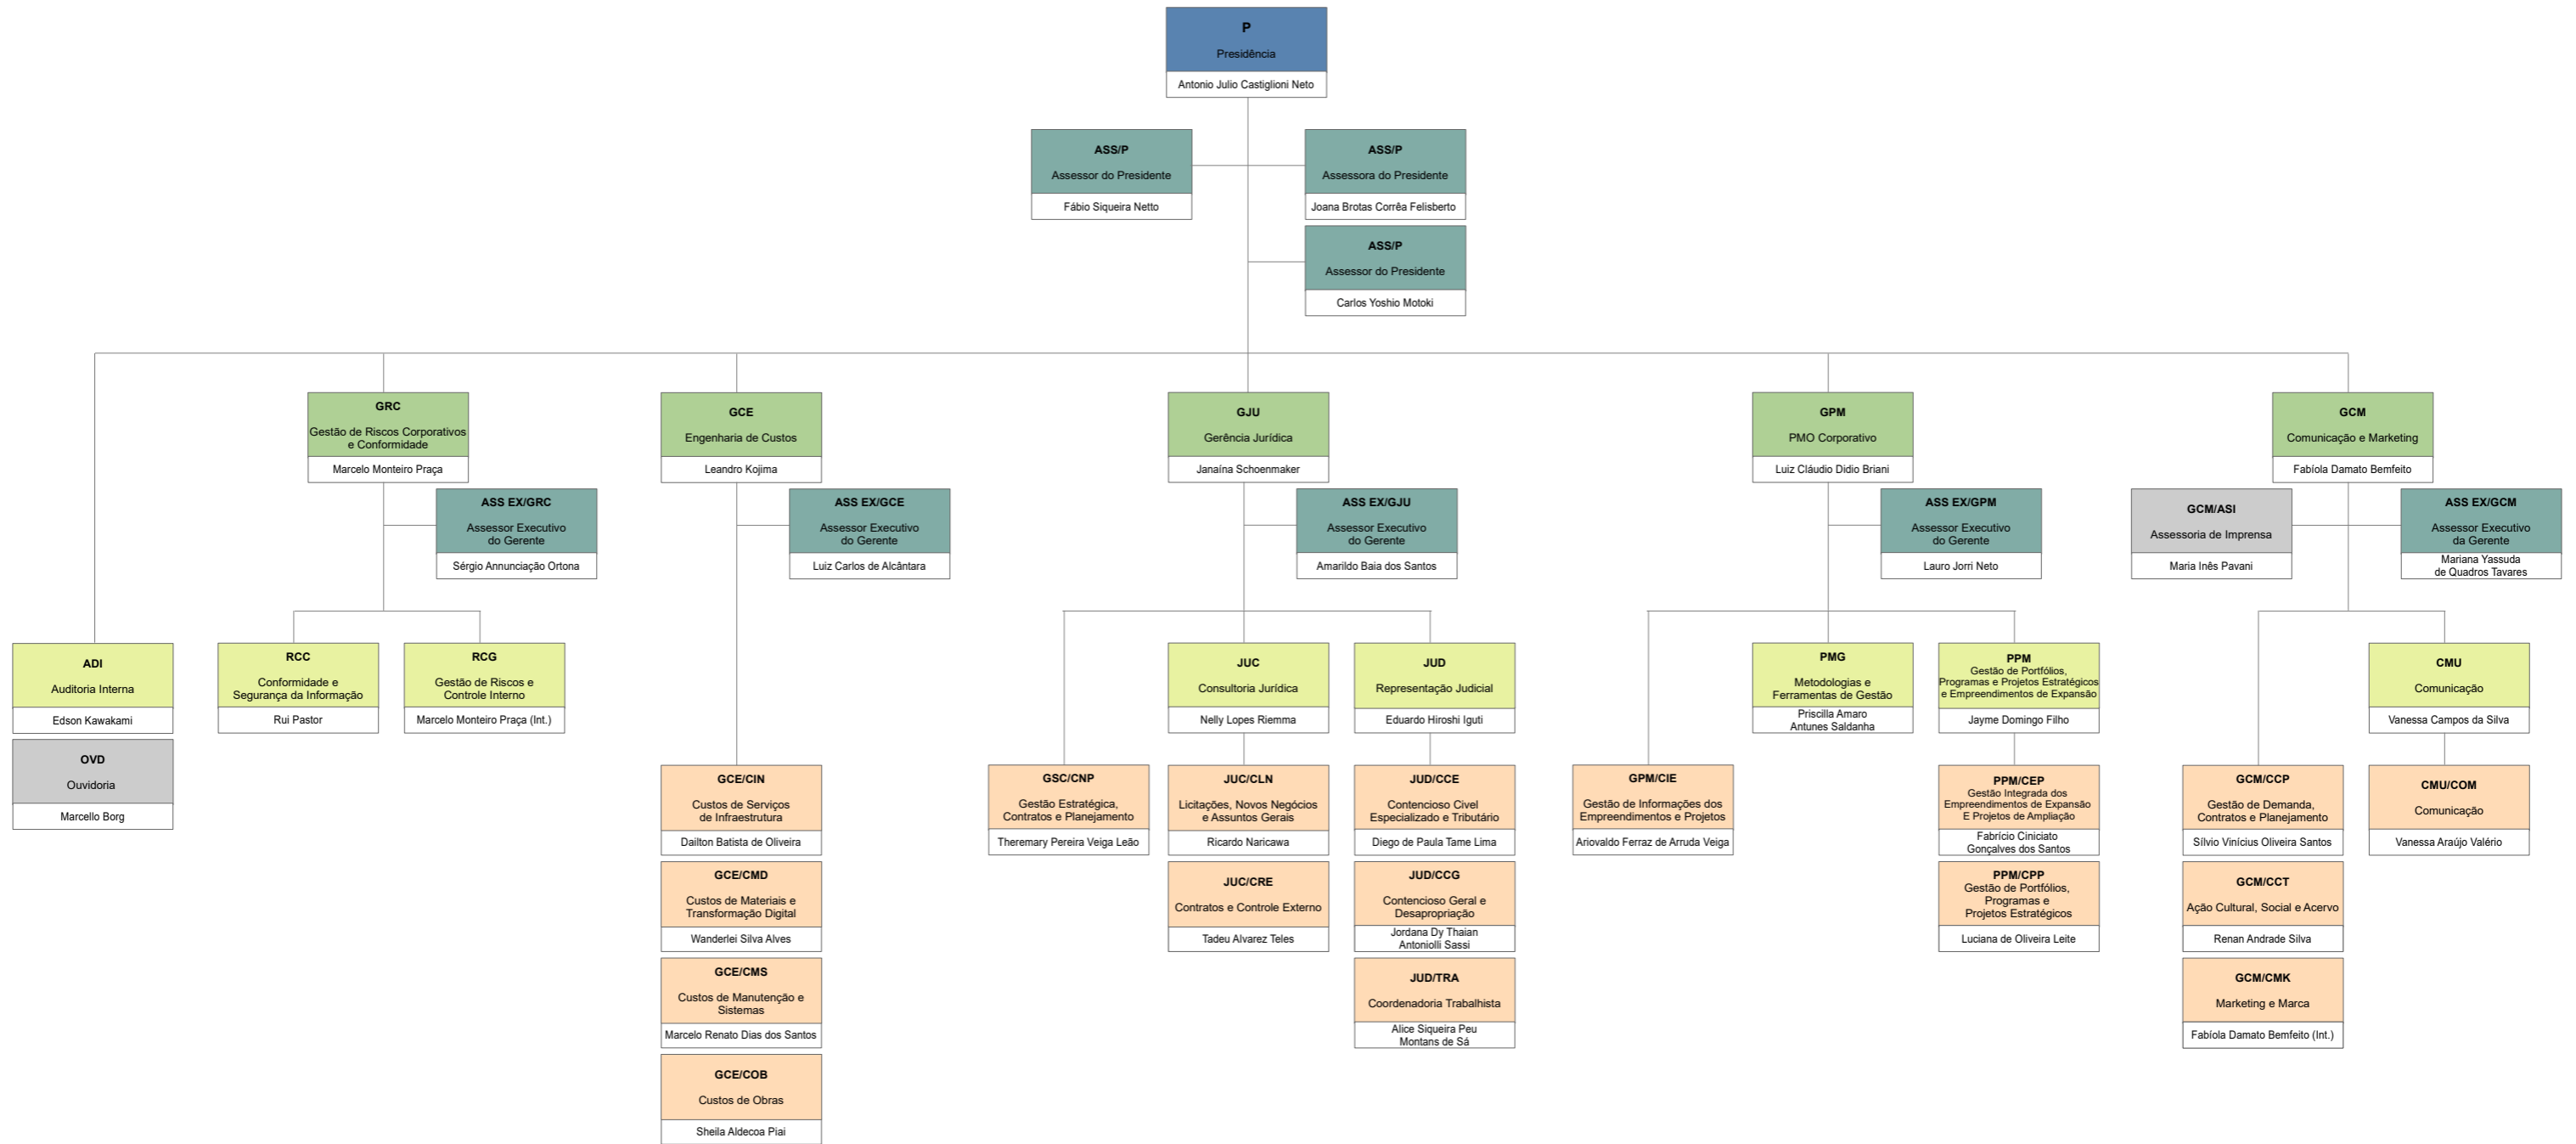 P
Presidência
Antonio Julio Castiglioni Neto
ASS/P
Assessor do Presidente
Fábio Siqueira Netto
ASS/P
Assessora do Presidente
Joana Brotas Corrêa Felisberto
ASS/P
Assessor do Presidente
Carlos Yoshio Motoki
GRC
Gestão de Riscos Corporativos
e Conformidade
Marcelo Monteiro Praça
GCE
Engenharia de Custos
Leandro Kojima
GJU
Gerência Jurídica
Janaína Schoenmaker
GPM
PMO Corporativo
Luiz Cláudio Didio Briani
GCM
Comunicação e Marketing
Fabíola Damato Bemfeito
ASS EX/GRC
Assessor Executivo
do Gerente
Sérgio Annunciação Ortona
ASS EX/GCE
Assessor Executivo
do Gerente
Luiz Carlos de Alcântara
ASS EX/GJU
Assessor Executivo
do Gerente
Amarildo Baia dos Santos
ASS EX/GPM
Assessor Executivo
do Gerente
Lauro Jorri Neto
GCM/ASI
Assessoria de Imprensa
Maria Inês Pavani
ASS EX/GCM
Assessor Executivo
da Gerente
Mariana Yassuda
de Quadros Tavares
ADI
Auditoria Interna
Edson Kawakami
OVD
Ouvidoria
Marcello Borg
RCC
Conformidade e
Segurança da Informação
Rui Pastor
RCG
Gestão de Riscos e
Controle Interno
Marcelo Monteiro Praça (Int.)
JUC
Consultoria Jurídica
Nelly Lopes Riemma
JUD
Representação Judicial
Eduardo Hiroshi Iguti
PMG
Metodologias e
Ferramentas de Gestão
Priscilla Amaro
Antunes Saldanha
PPM
Gestão de Portfólios,
Programas e Projetos Estratégicos
e Empreendimentos de Expansão
Jayme Domingo Filho
CMU
Comunicação
Vanessa Campos da Silva
GCE/CIN
Custos de Serviços
de Infraestrutura
Dailton Batista de Oliveira
GCE/CMD
Custos de Materiais e
Transformação Digital
Wanderlei Silva Alves
GCE/CMS
Custos de Manutenção e
Sistemas
Marcelo Renato Dias dos Santos
GCE/COB
Custos de Obras
Sheila Aldecoa Piai
GSC/CNP
Gestão Estratégica,
Contratos e Planejamento
Theremary Pereira Veiga Leão
JUC/CLN
Licitações, Novos Negócios
e Assuntos Gerais
Ricardo Naricawa
JUC/CRE
Contratos e Controle Externo
Tadeu Alvarez Teles
JUD/CCE
Contencioso Civel
Especializado e Tributário
Diego de Paula Tame Lima
JUD/CCG
Contencioso Geral e
Desapropriação
Jordana Dy Thaian
Antoniolli Sassi
JUD/TRA
Coordenadoria Trabalhista
Alice Siqueira Peu
Montans de Sá
GPM/CIE
Gestão de Informações dos
Empreendimentos e Projetos
Ariovaldo Ferraz de Arruda Veiga
PPM/CEP
Gestão Integrada dos
Empreendimentos de Expansão
E Projetos de Ampliação
Fabrício Ciniciato
Gonçalves dos Santos
PPM/CPP
Gestão de Portfólios,
Programas e
Projetos Estratégicos
Luciana de Oliveira Leite
GCM/CCP
Gestão de Demanda,
Contratos e Planejamento
Sílvio Vinícius Oliveira Santos
GCM/CCT
Ação Cultural, Social e Acervo
Renan Andrade Silva
GCM/CMK
Marketing e Marca
Fabíola Damato Bemfeito (Int.)
CMU/COM
Comunicação
Vanessa Araújo Valério